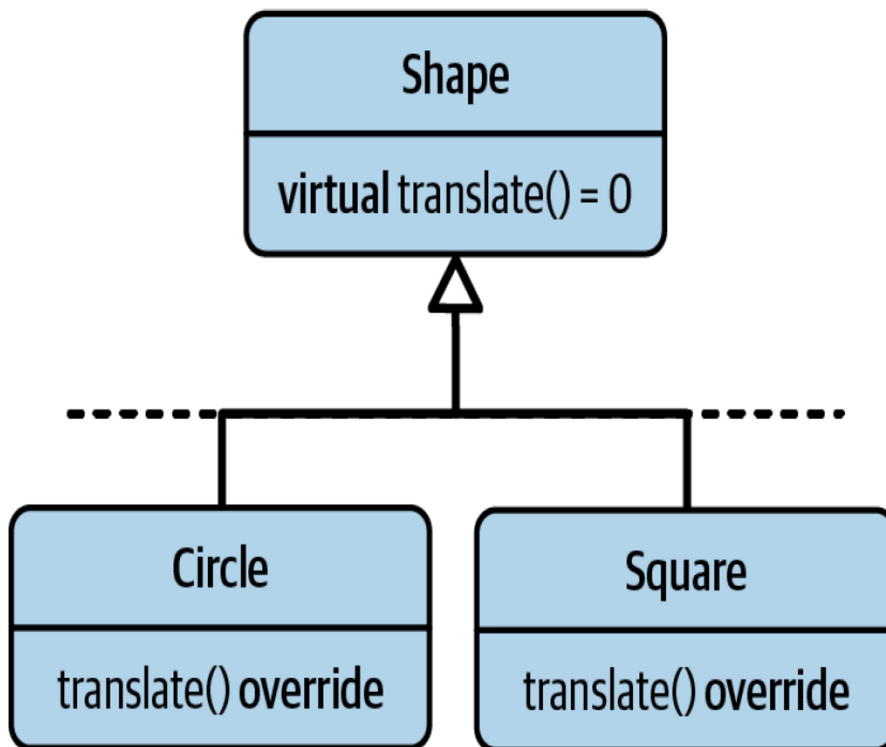 Shape
virtual translate() = 0
Circle
translate() override
Square
translate() override